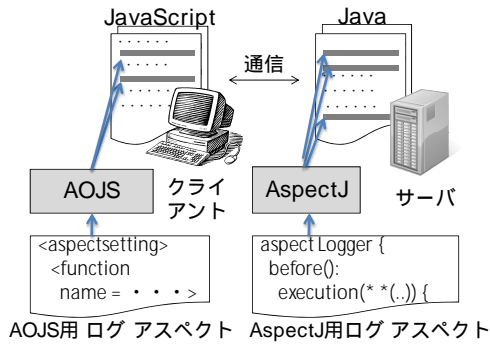 JavaScript
Java
通信
AOJS
クライ
アント
AspectJ
サーバ
<aspectsetting>
<function
name = ・・・>
aspect Logger {
before():
execution(* *(..)) {
AOJS用 ログ アスペクト
AspectJ用ログ アスペクト